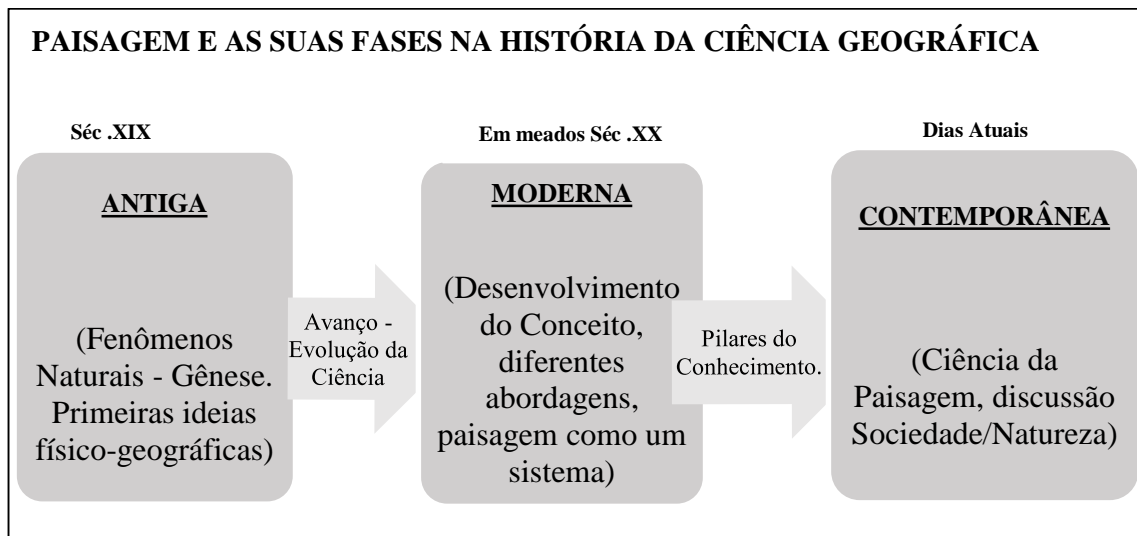 PAISAGEM E AS SUAS FASES NA HISTÓRIA DA CIÊNCIA GEOGRÁFICA
Séc .XIX
ANTIGA
(Fenômenos
Naturais - Gênese.
Primeiras ideias
físico-geográficas)
Avanço -
Evolução da
Ciência
Em meados Séc .XX
MODERNA
(Desenvolvimento
do Conceito,
diferentes
abordagens,
paisagem como um
sistema)
Pilares do
Conhecimento.
Dias Atuais
CONTEMPORÂNEA
(Ciência da
Paisagem, discussão
Sociedade/Natureza)